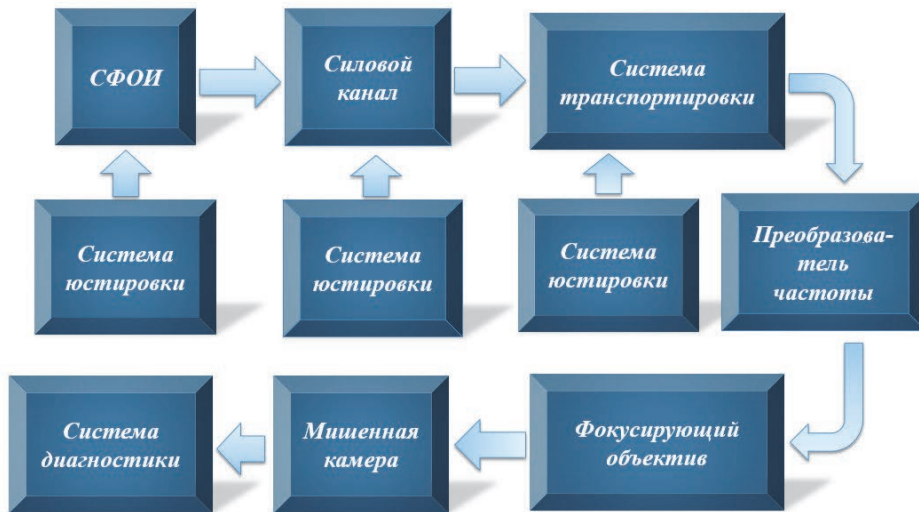 СФОИ
Силовой
канал
Система
транспортировки
Система
юстировки
Система
юстировки
Система
юстировки
Преобразова-
тель
частоты
Система
диагностики
Мишенная
камера
Фокусирующий
объектив